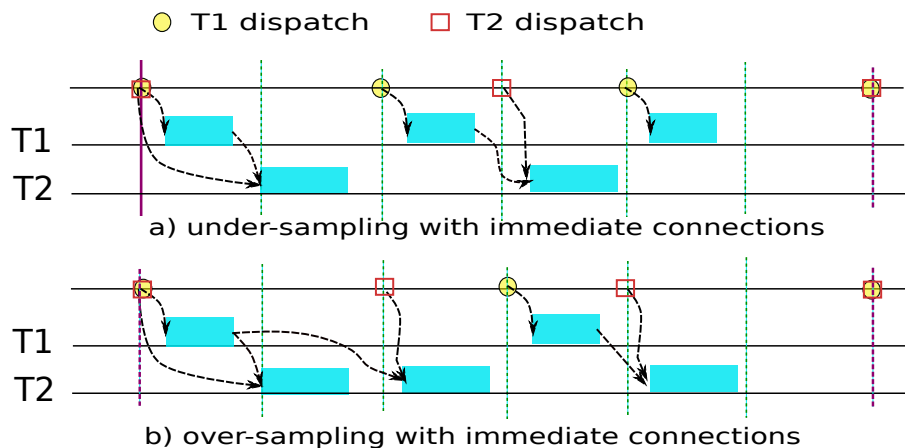 T1 dispatch T2 dispatch
T1
T2
a) under-sampling with immediate connections
T1
T2
b) over-sampling with immediate connections